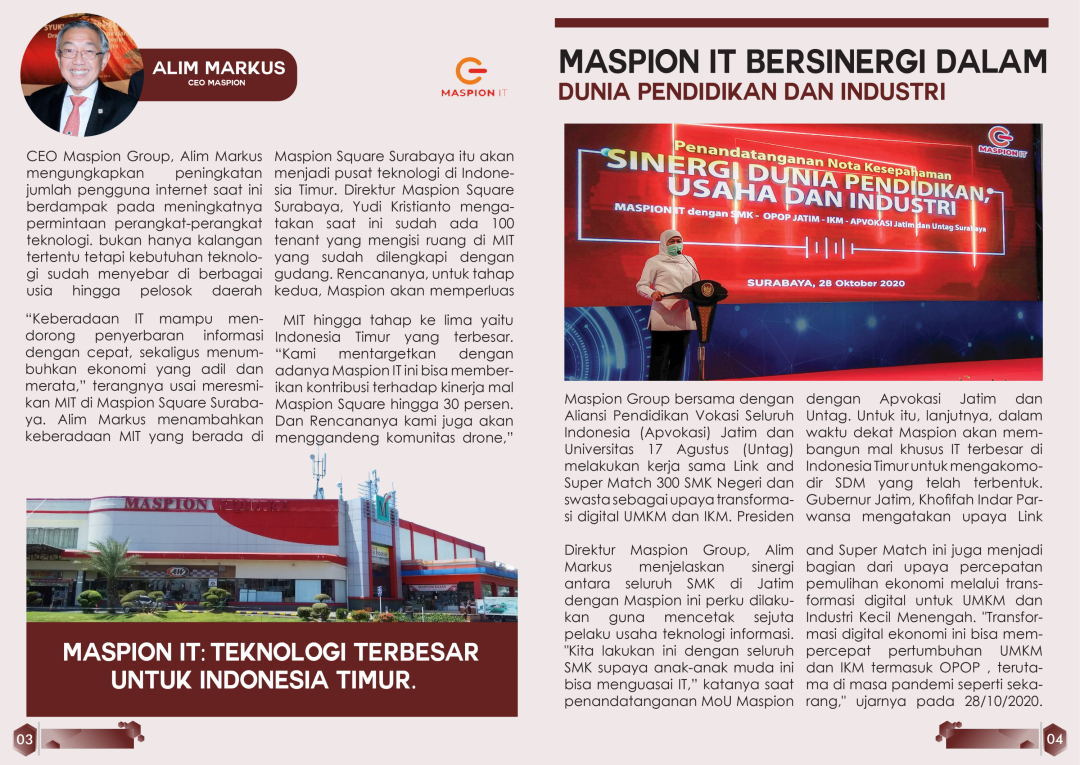 SYUKU
ALIM MARKUS
CEO MASPION
MASPION IT
CEO Maspion Group, Alim Markus
mengungkapkan peningkatan
jumlah pengguna internet saat ini
berdampak pada meningkatnya
permintaan perangkat-perangkat
teknologi. bukan hanya kalangan
tertentu tetapi kebutuhan teknolo-
gi sudah menyebar di berbagai
usia hingga pelosok daerah
“Keberadaan IT mampu men-
dorong penyerbaran informasi
dengan cepat, sekaligus menum-
buhkan ekonomi yang adil dan
merata,” terangnya usai meresmi-
kan MIT di Maspion Square Suraba-
ya. Alim Markus menambahkan
keberadaan MIT yang berada di
Maspion Square Surabaya itu akan
menjadi pusat teknologi di Indone-
sia Timur. Direktur Maspion Square
Surabaya, Yudi Kristianto menga-
takan saat ini sudah ada 100
tenant yang mengisi ruang di MIT
yang sudah dilengkapi dengan
gudang. Rencananya, untuk tahap
kedua, Maspion akan memperluas
MIT hingga tahap ke lima yaitu
Indonesia Timur yang terbesar.
“Kami mentargetkan dengan
adanya Maspion IT ini bisa member-
ikan kontribusi terhadap kinerja mal
Maspion Square hingga 30 persen.
Dan Rencananya kami juga akan
menggandeng komunitas drone,”
MASPION SQUARE
A&W
MASPION IT: TEKNOLOGI TERBESAR
UNTUK INDONESIA TIMUR.
03
MASPION IT BERSINERGI DALAM
DUNIA PENDIDIKAN DAN INDUSTRI
MASPION IT
Penandatanganan Nota Kesepahaman
SINERGI DUNIA PENDIDIKAN,
USAHA DAN INDUSTRI
MASPION IT dengan SMK - OPOP JATIM - IKM - APVOKASI Jatim dan Untag Surabaya
SURABAYA, 28 Oktober 2020
Maspion Group bersama dengan
Aliansi Pendidikan Vokasi Seluruh
Indonesia (Apvokasi) Jatim dan
Universitas 17 Agustus (Untag)
melakukan kerja sama Link and
Super Match 300 SMK Negeri dan
swasta sebagai upaya transforma-
si digital UMKM dan IKM. Presiden
Direktur Maspion Group, Alim
Markus menjelaskan sinergi
antara seluruh SMK di Jatim
dengan Maspion ini perku dilaku-
kan guna mencetak sejuta
pelaku usaha teknologi informasi.
"Kita lakukan ini dengan seluruh
SMK supaya anak-anak muda ini
bisa menguasai IT,” katanya saat
penandatanganan MoU Maspion
dengan Apvokasi Jatim dan
Untag. Untuk itu, lanjutnya, dalam
waktu dekat Maspion akan mem-
bangun mal khusus IT terbesar di
Indonesia Timur untuk mengakomo-
dir SDM yang telah terbentuk.
Gubernur Jatim, Khofifah Indar Par-
wansa mengatakan upaya Link
and Super Match ini juga menjadi
bagian dari upaya percepatan
pemulihan ekonomi melalui trans-
formasi digital untuk UMKM dan
Industri Kecil Menengah. "Transfor-
masi digital ekonomi ini bisa mem-
percepat pertumbuhan UMKM
dan IKM termasuk OPOP , teruta-
ma di masa pandemi seperti seka-
rang," ujarnya pada 28/10/2020.
04